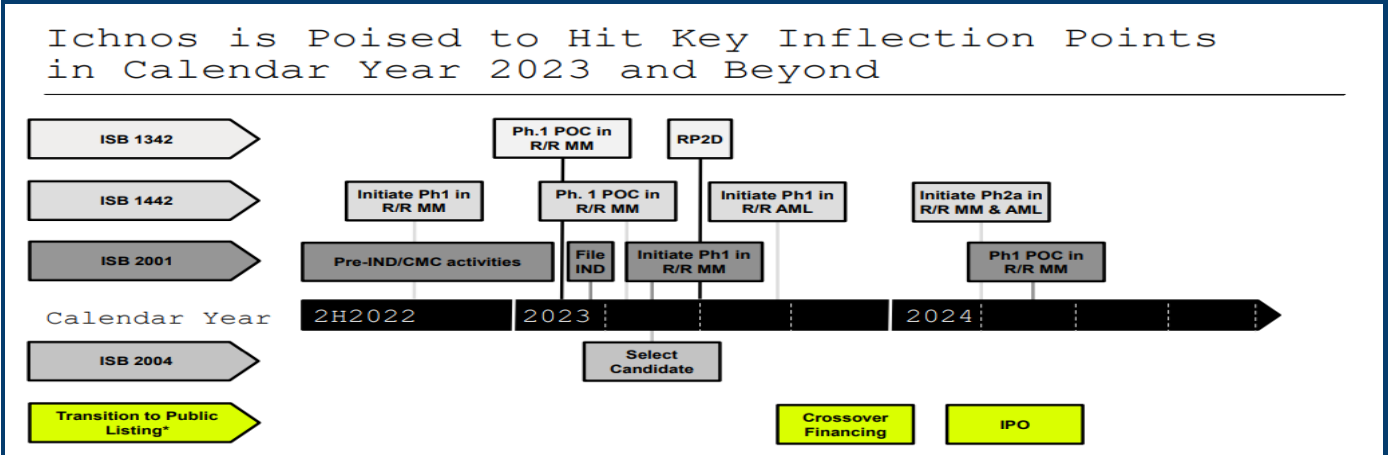 Ichnos is Poised to Hit Key Inflection Points
in Calendar Year 2023 and Beyond
ISB 1342
Ph.1 POC in
R/R MM
RP2D
ISB 1442
Initiate Ph1 in
R/R MM
Ph. 1 POC in
R/R MM
Initiate Ph1 in
R/R AML
Initiate Ph2a in
R/R MM & AML
ISB 2001
Pre-IND/CMC activities
File
IND
Initiate Ph1 in
R/R MM
Ph1 POC in
R/R MM
Calendar Year
2H2022
2023
2024
ISB 2004
Select
Candidate
Transition to Public
Listing*
Crossover
Financing
IPO